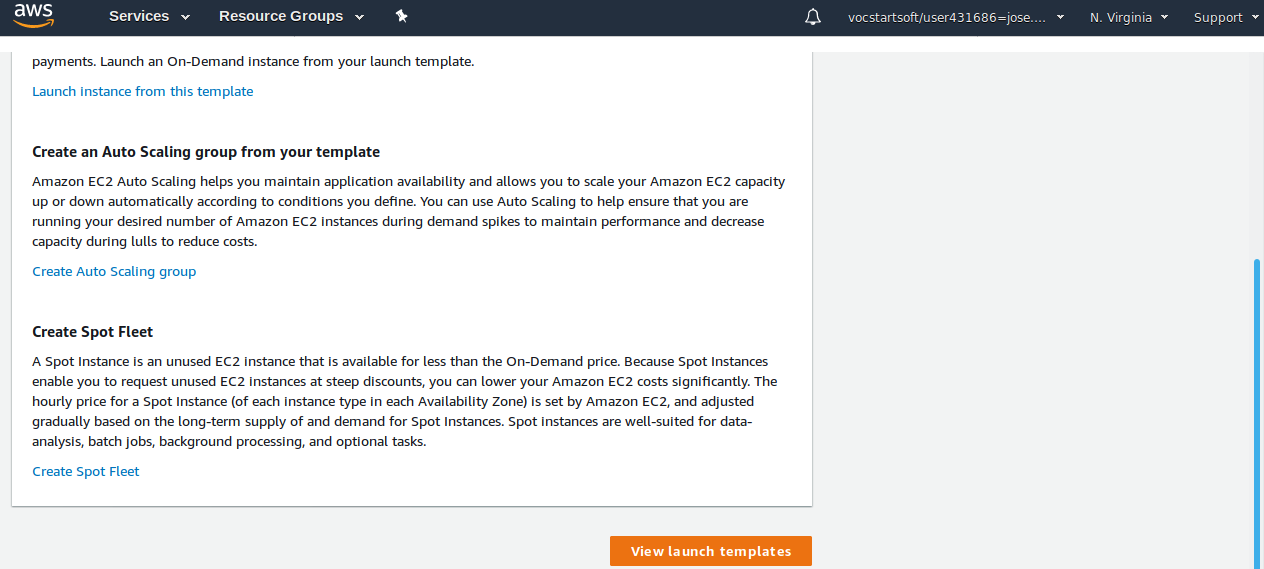 aws Services Resource Groups vocstartsoft/user431686=jose.... N. Virginia Support
payments. Launch an On-Demand instance from your launch template.
Launch instance from this template
Create an Auto Scaling group from your template
Amazon EC2 Auto Scaling helps you maintain application availability and allows you to scale your Amazon EC2 capacity
up or down automatically according to conditions you define. You can use Auto Scaling to help ensure that you are
running your desired number of Amazon EC2 instances during demand spikes to maintain performance and decrease
capacity during lulls to reduce costs.
Create Auto Scaling group
Create Spot Fleet
A Spot Instance is an unused EC2 instance that is available for less than the On-Demand price. Because Spot Instances
enable you to request unused EC2 instances at steep discounts, you can lower your Amazon EC2 costs significantly. The
hourly price for a Spot Instance (of each instance type in each Availability Zone) is set by Amazon EC2, and adjusted
gradually based on the long-term supply of and demand for Spot Instances. Spot instances are well-suited for data-
analysis, batch jobs, background processing, and optional tasks.
Create Spot Fleet
View launch templates